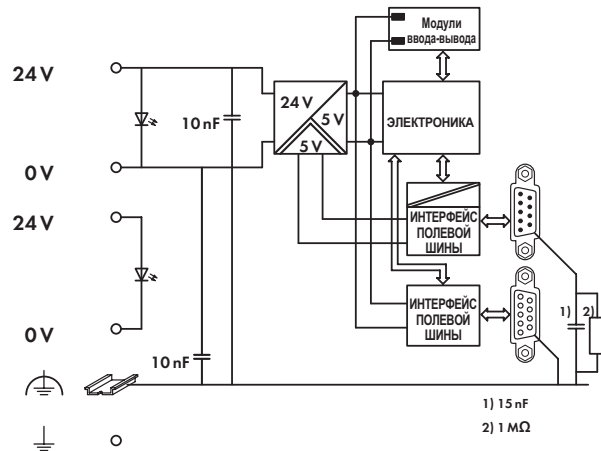 Модули
ввода-вывода
24 V
10 nF
24 V
5 V
5 V
ЭЛЕКТРОНИКА
0 V
24 V
ИНТЕРФЕЙС
ПОЛЕВОЙ
ШИНЫ
ИНТЕРФЕЙС
ПОЛЕВОЙ
ШИНЫ
1)
2)
0 V
10 nF
1) 15 nF
2) 1 MΩ